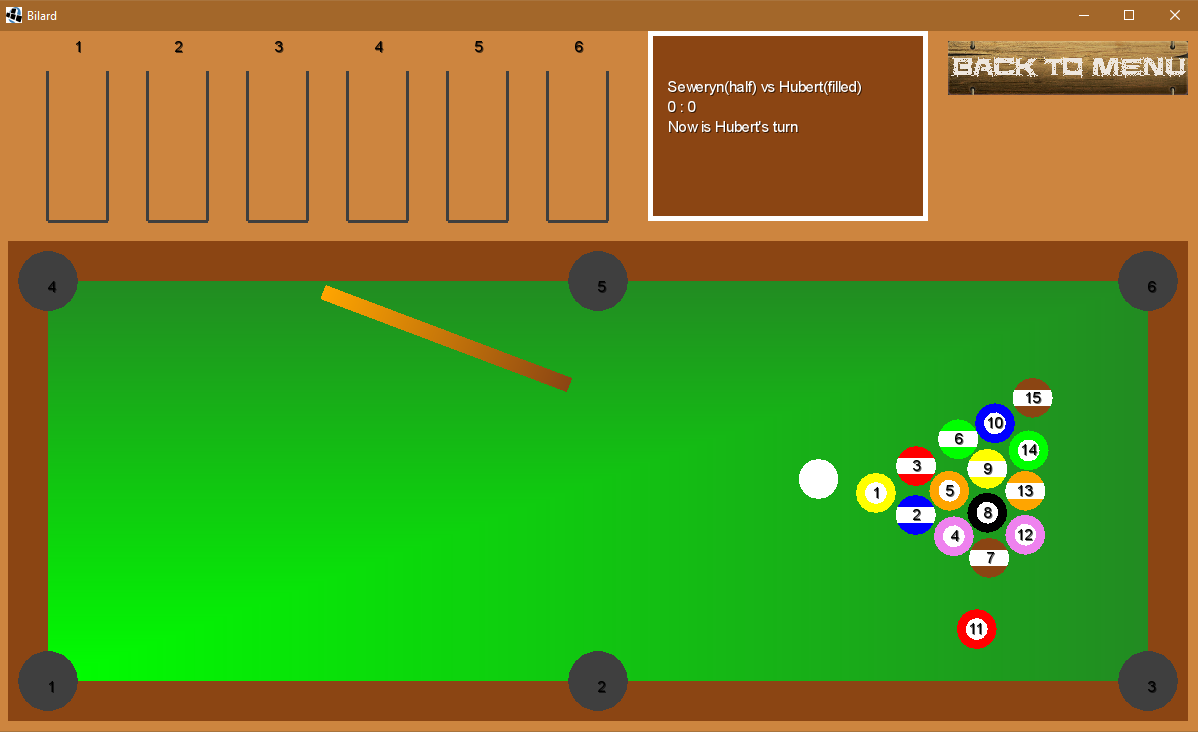 Bilard
1 2 3 4 5 6
BACK TO MENU
Seweryn(half) vs Hubert(filled)
0 : 0
Now is Hubert's turn
4 5 6
15
10
6
14
3
9
1
5
13
2
8
4
12
7
11
1 2 3